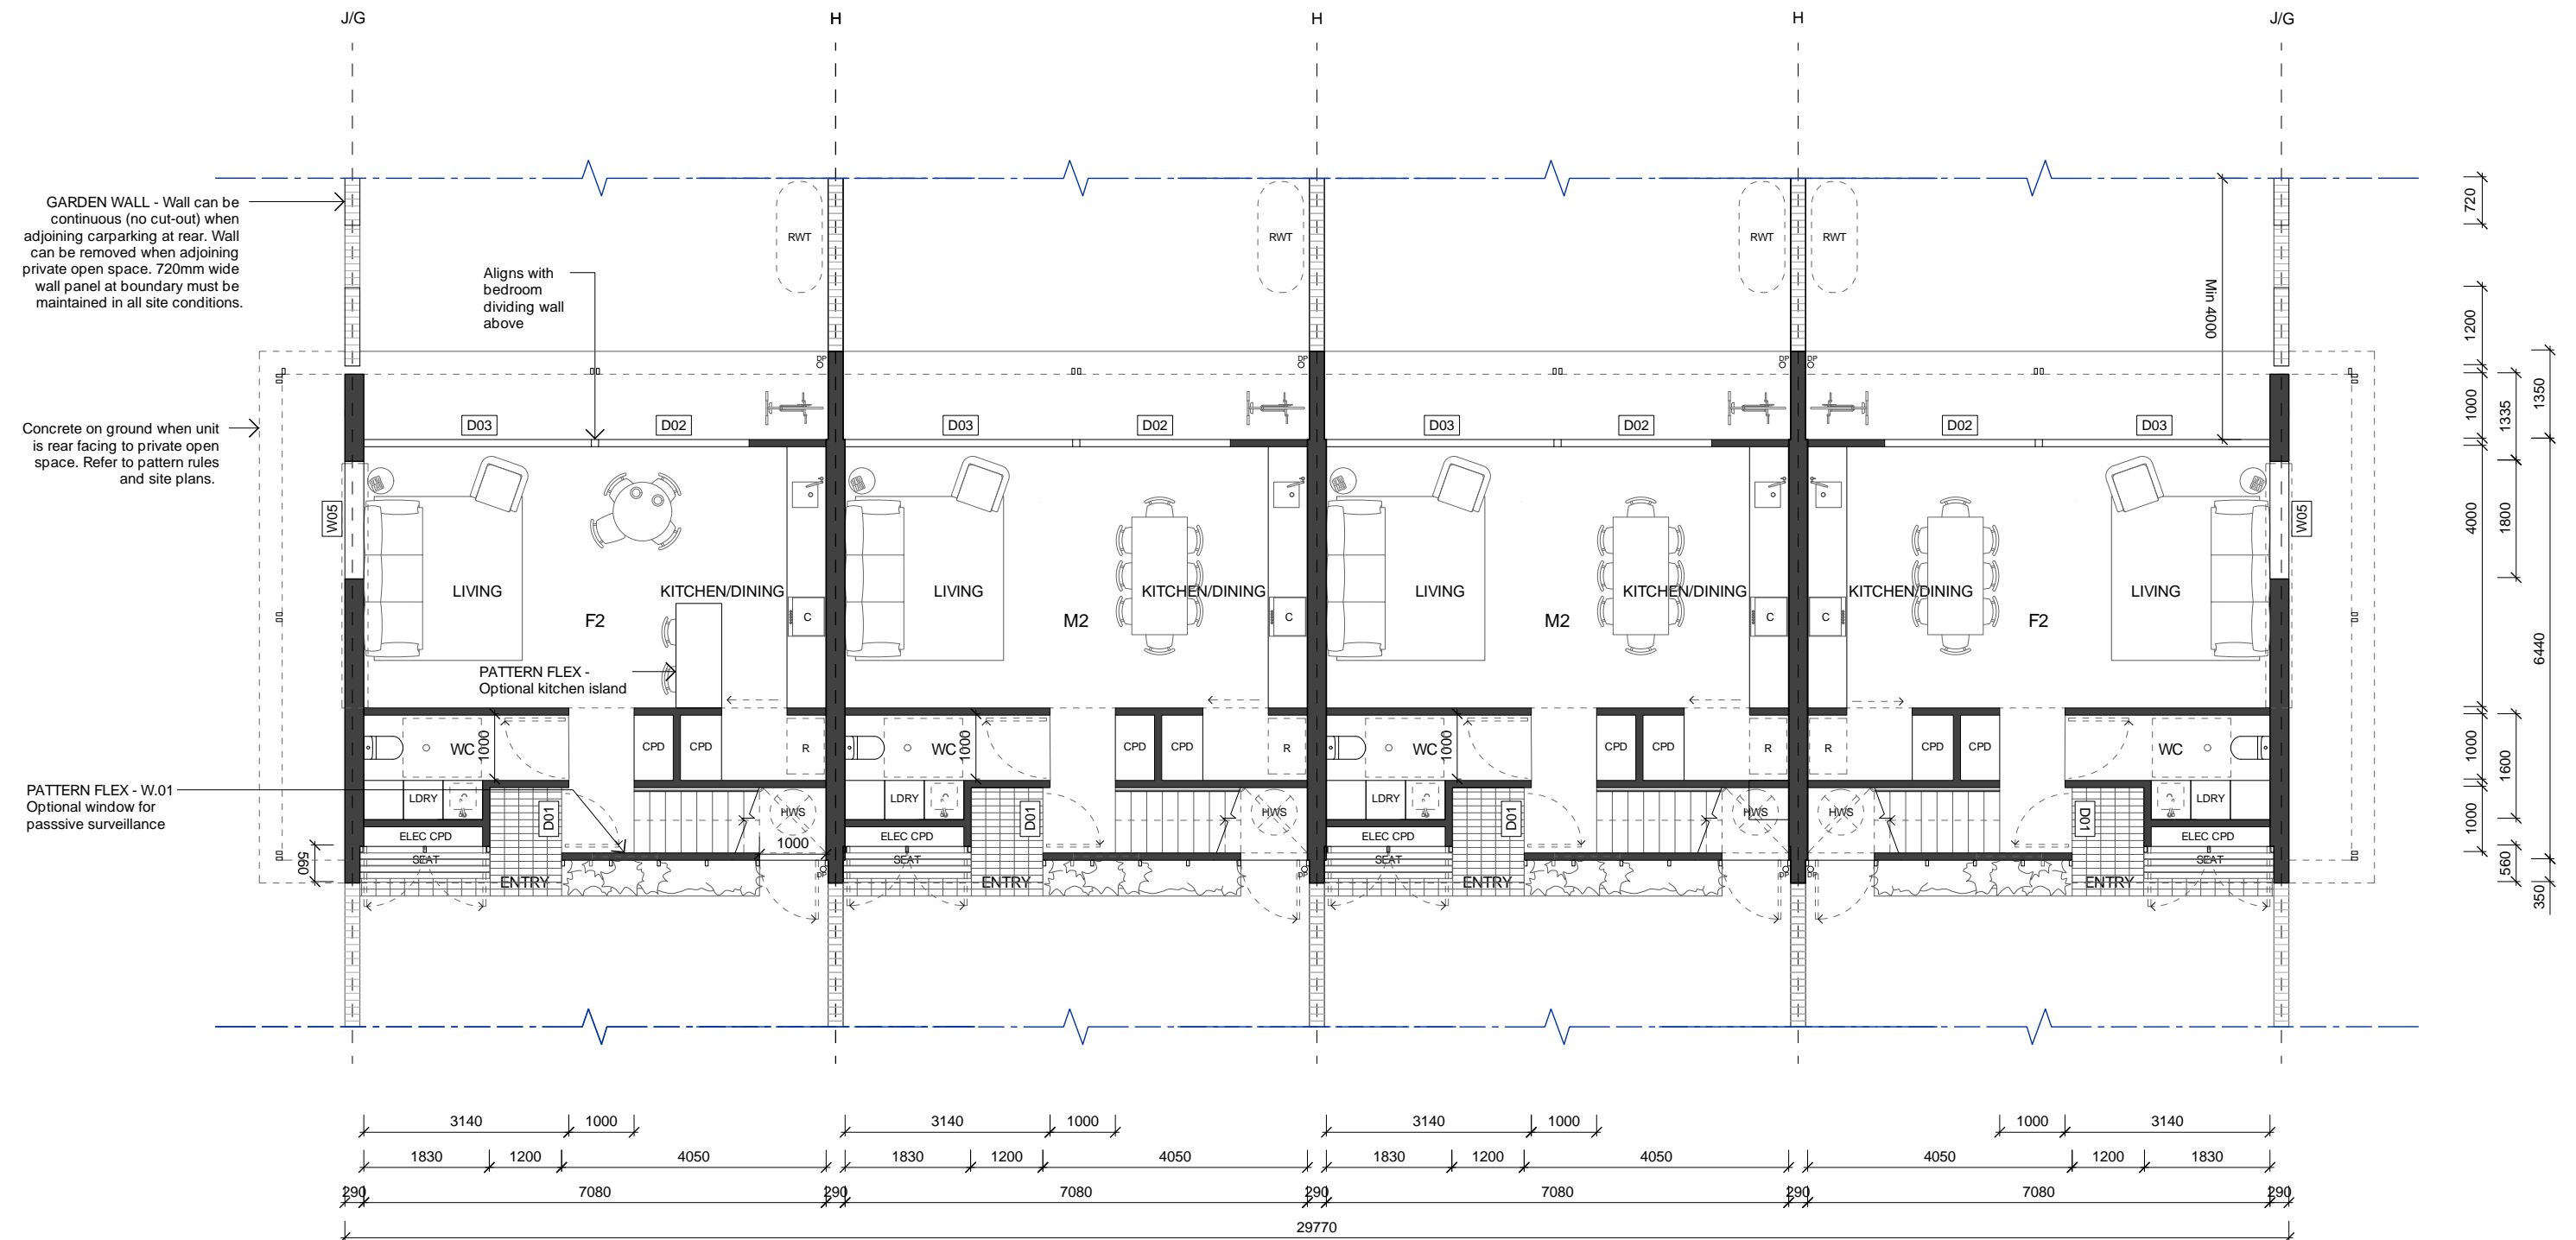 J/G H H H J/G
GARDEN WALL - Wall can be
continuous (no cut-out) when
adjoining carparking at rear. Wall
can be removed when adjoining
private open space. 720mm wide
wall panel at boundary must be
maintained in all site conditions.
RWT RWT RWT RWT
Aligns with
bedroom
dividing wall
above
Min 4000
720
1200
1000
1335
1350
DP DP DP DP
Concrete on ground when unit
is rear facing to private open
space. Refer to pattern rules
and site plans.
D03 D02 D03 D02 D03 D02 D02 D03
W05 W05
4000
1800
6440
LIVING KITCHEN/DINING LIVING KITCHEN/DINING LIVING KITCHEN/DINING KITCHEN/DINING LIVING
C C C C
F2 M2 M2 F2
PATTERN FLEX -
Optional kitchen island
WC 1000 CPD CPD R WC 1000 CPD CPD R WC 1000 CPD CPD R R CPD CPD WC
1000
1600
PATTERN FLEX - W.01
Optional window for
passsive surveillance
LDRY D01 HWS LDRY D01 HWS LDRY D01 HWS HWS D01 LDRY
1000
ELEC CPD ELEC CPD ELEC CPD ELEC CPD
1000
560 SEAT SEAT SEAT SEAT 560
DP DP DP DP
ENTRY ENTRY ENTRY ENTRY
350
3140 1000 3140 1000 3140 1000 1000 3140
1830 1200 4050 1830 1200 4050 1830 1200 4050 4050 1200 1830
290 7080 290 7080 290 7080 290 7080 290
29770